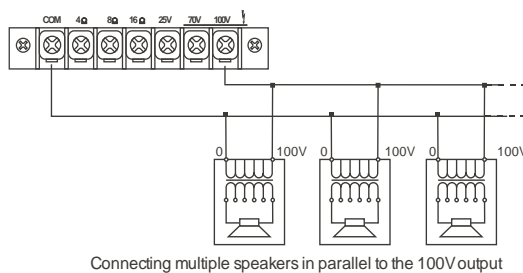 COM 4Ω 8Ω 16Ω 25V 70V 100V
0 100V 0 100V 0 100V
Connecting multiple speakers in parallel to the 100V output